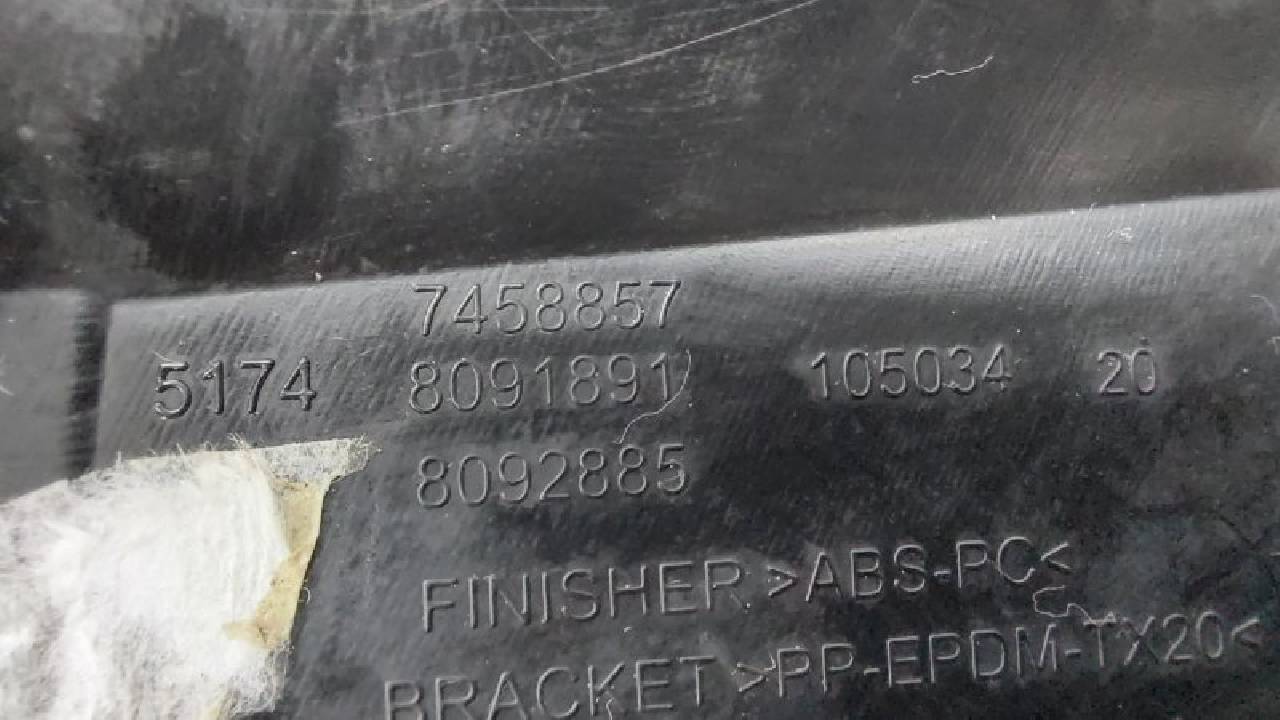 7458857
5174 8091891 105034 20
8092885
FINISHER >ABS-PC<
BRACKET >PP-EPDM-TX20<